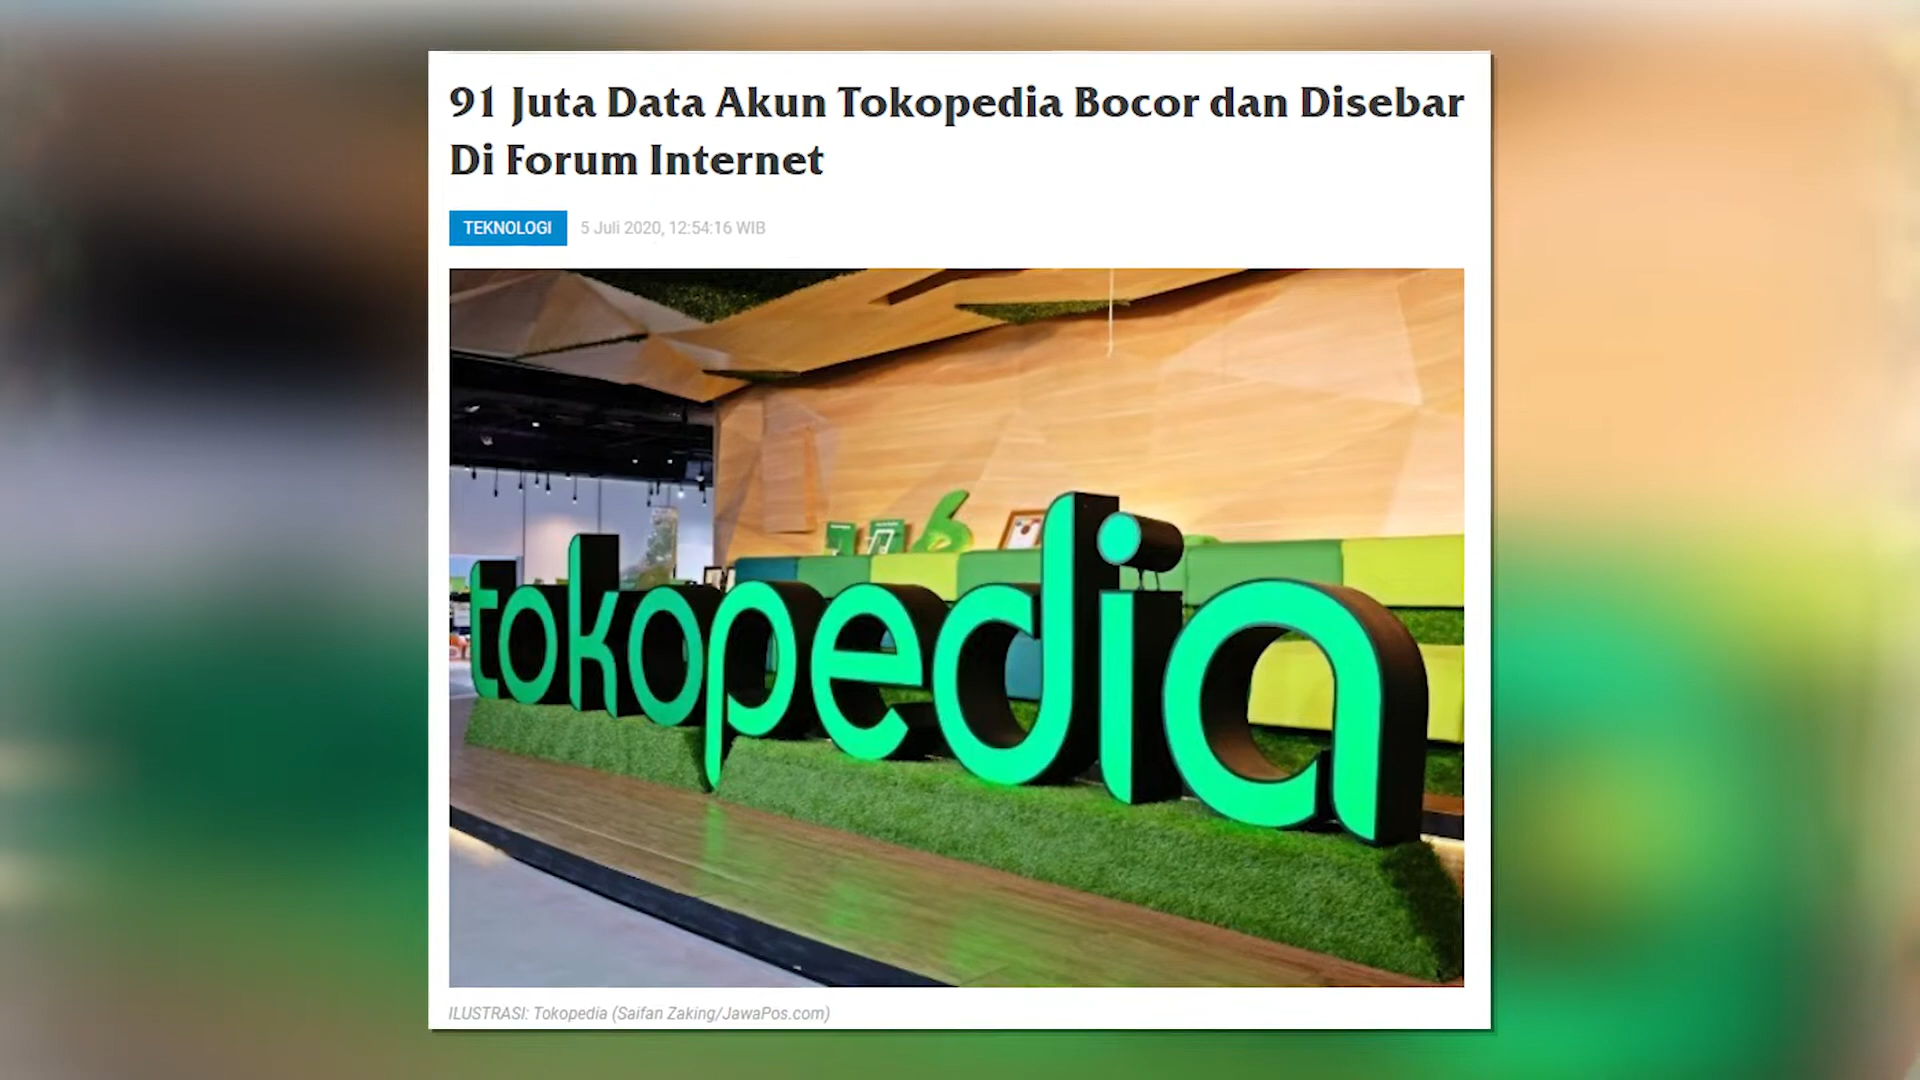 91 Juta Data Akun Tokopedia Bocor dan Disebar
Di Forum Internet
TEKNOLOGI
5 Juli 2020, 12:54:16 WIB
tokopedia
ILUSTRASI: Tokopedia (Saifan Zaking/JawaPos.com)